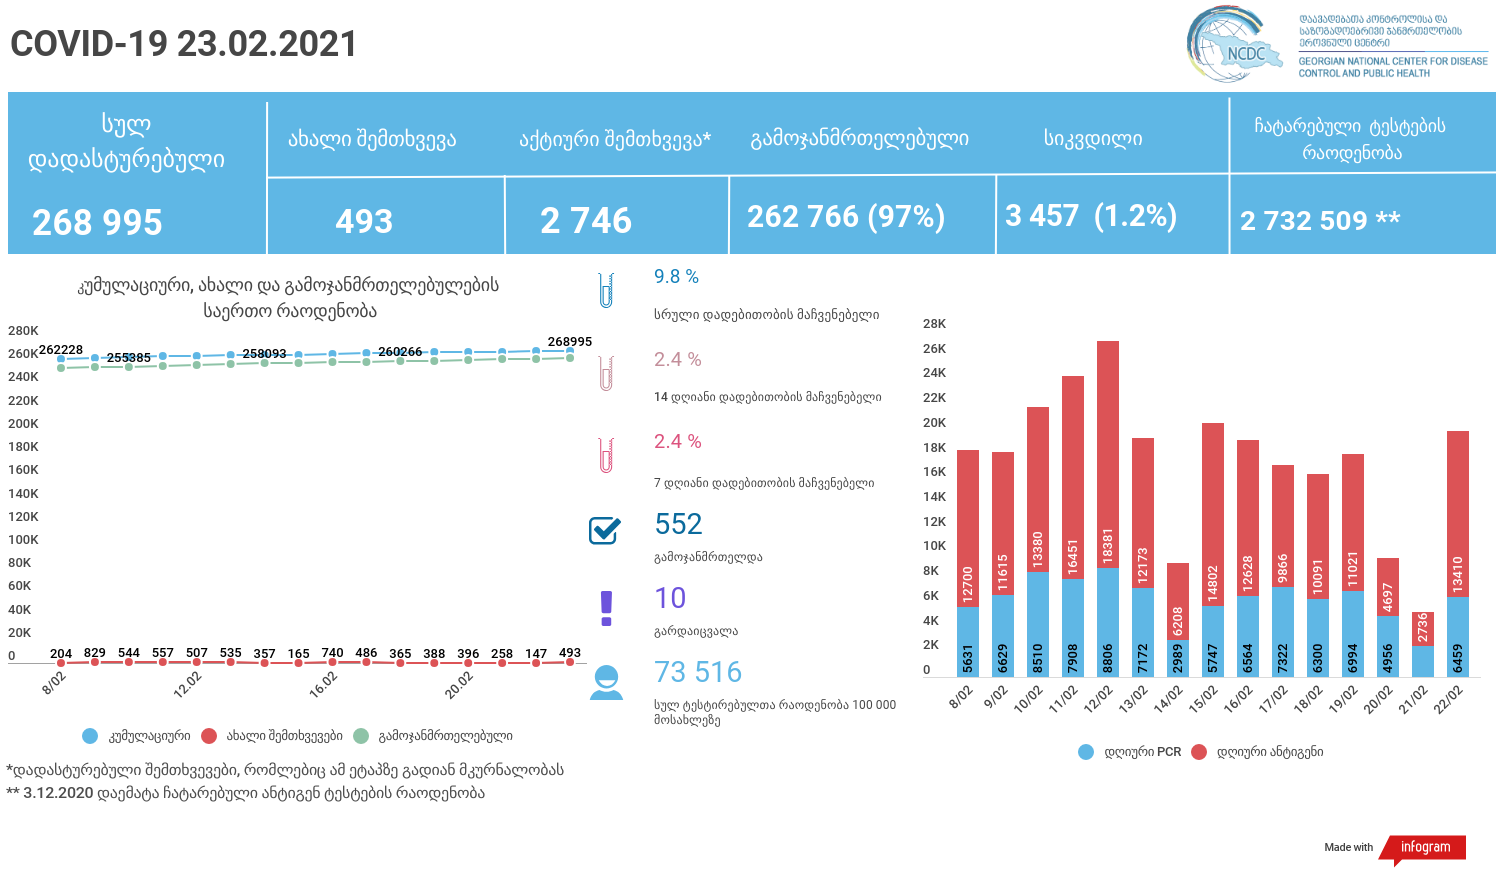 COVID-19 23.02.2021
დაავადებათა კონტროლისა და
საზოგადოებრივი ჯანმრთელობის
ეროვნული ცენტრი
NCDC
GEORGIAN NATIONAL CENTER FOR DISEASE
CONTROL AND PUBLIC HEALTH
სულ
დადასტურებული
268 995
ახალი შემთხვევა
493
აქტიური შემთხვევა*
2 746
გამოჯანმრთელებული
262 766 (97%)
სიკვდილი
3 457 (1.2%)
ჩატარებული ტესტების
რაოდენობა
2 732 509 **
კუმულაციური, ახალი და გამოჯანმრთელებულების
საერთო რაოდენობა
280K
260K
240K
220K
200K
180K
160K
140K
120K
100K
80K
60K
40K
20K
0
262228
255385
258093
260266
268995
204 829 544 557 507 535 357 165 740 486 365 388 396 258 147 493
8/02 12.02 16.02 20.02
კუმულაციური ახალი შემთხვევები გამოჯანმრთელებული
*დადასტურებული შემთხვევები, რომლებიც ამ ეტაპზე გადიან მკურნალობას
** 3.12.2020 დაემატა ჩატარებული ანტიგენ ტესტების რაოდენობა
9.8 %
სრული დადებითობის მაჩვენებელი
2.4 %
14 დღიანი დადებითობის მაჩვენებელი
2.4 %
7 დღიანი დადებითობის მაჩვენებელი
552
გამოჯანმრთელდა
10
გარდაიცვალა
73 516
სულ ტესტირებულთა რაოდენობა 100 000
მოსახლეზე
28K
26K
24K
22K
20K
18K
16K
14K
12K
10K
8K
6K
4K
2K
0
12700 11615 13380 16451 18381 12173 6208 14802 12628 9866 10091 11021 4697 2736 13410
5631 6629 8510 7908 8806 7172 2989 5747 6564 7322 6300 6994 4956 6459
8/02 9/02 10/02 11/02 12/02 13/02 14/02 15/02 16/02 17/02 18/02 19/02 20/02 21/02 22/02
დღიური PCR დღიური ანტიგენი
Made with infogram